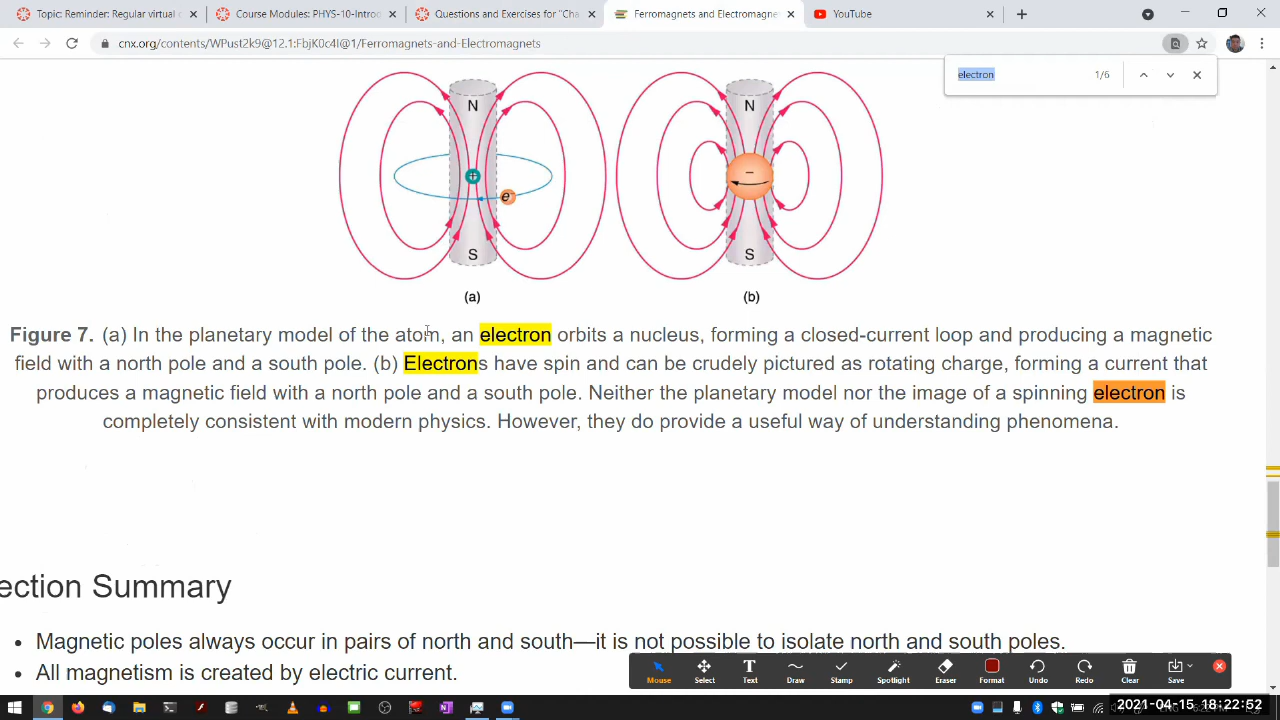 Topic: Reminder: Regular virtual c
Course Modules: PHYS-10-Intro
Questions and Exercises for "Cha
Ferromagnets and Electromagne
YouTube
cnx.org/contents/WPust2k9@12.1:FbjK0c4l@1/Ferromagnets-and-Electromagnets
electron
1/6
N
N
+
e
−
S
S
(a)
(b)
Figure 7. (a) In the planetary model of the atom, an electron orbits a nucleus, forming a closed-current loop and producing a magnetic
field with a north pole and a south pole. (b) Electrons have spin and can be crudely pictured as rotating charge, forming a current that
produces a magnetic field with a north pole and a south pole. Neither the planetary model nor the image of a spinning electron is
completely consistent with modern physics. However, they do provide a useful way of understanding phenomena.
ection Summary
• Magnetic poles always occur in pairs of north and south—it is not possible to isolate north and south poles.
• All magnetism is created by electric current.
Mouse Select Text Draw Stamp Spotlight Eraser Format Undo Redo Clear Save
2021-04-15 18:22:52